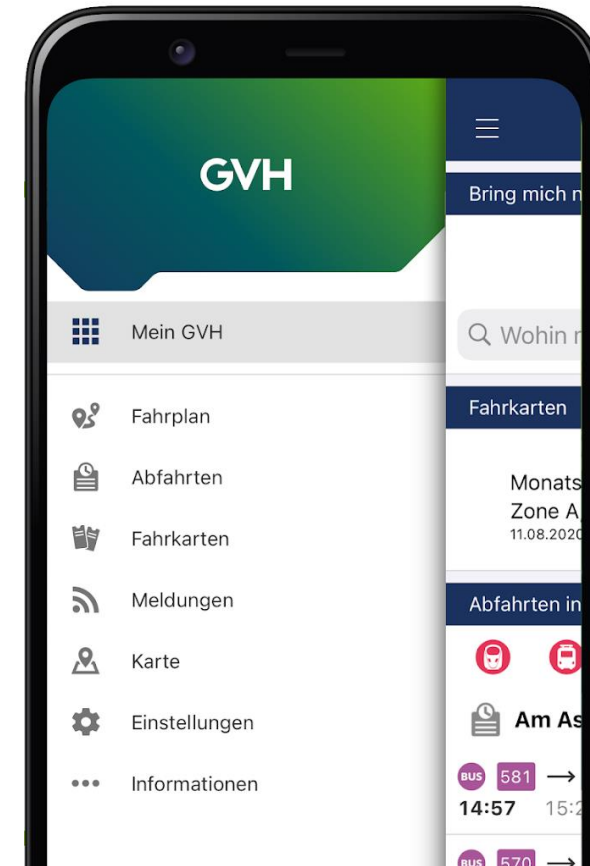 GVH
Mein GVH
Fahrplan
Abfahrten
Fahrkarten
Meldungen
Karte
Einstellungen
Informationen
Bring mich
Wohin
Fahrkarten
Monats
Zone A
11.08.2020
Abfahrten in
Am As
BUS 581 →
14:57 15:2
BUS 570 →